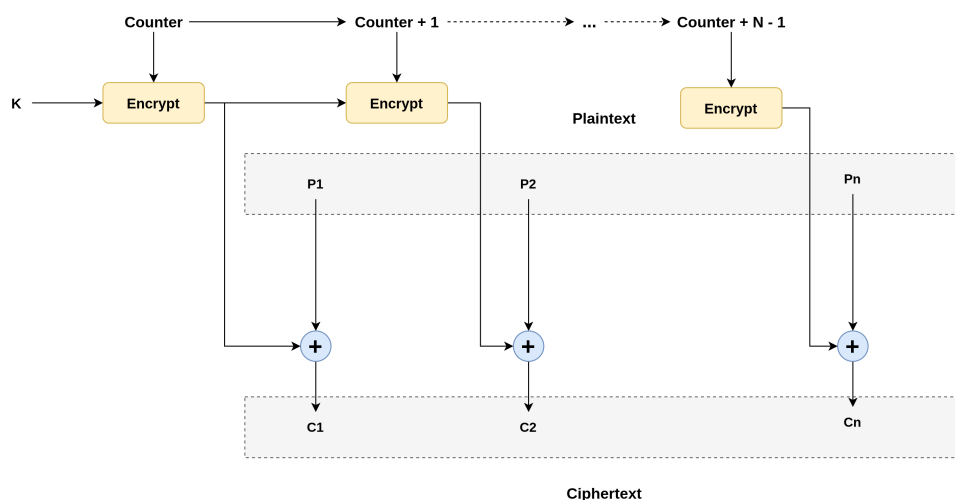 Counter
Counter + 1
...
Counter + N - 1
K
Encrypt
Encrypt
Encrypt
Plaintext
P1
P2
Pn
+
+
+
C1
C2
Cn
Ciphertext